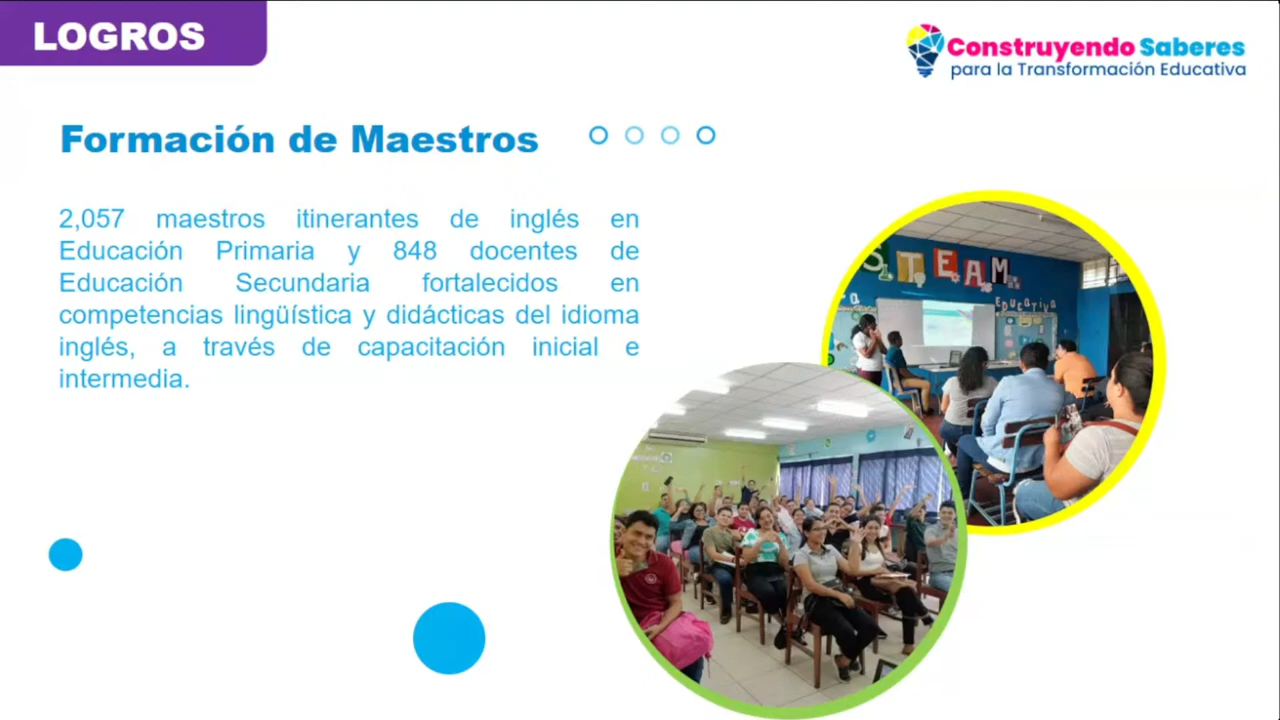 LOGROS
Construyendo Saberes
para la Transformación Educativa
Formación de Maestros
2,057 maestros itinerantes de inglés en
Educación Primaria y 848 docentes de
Educación Secundaria fortalecidos en
competencias lingüística y didácticas del idioma
inglés, a través de capacitación inicial e
intermedia.
STEAM
EDUCATIVA